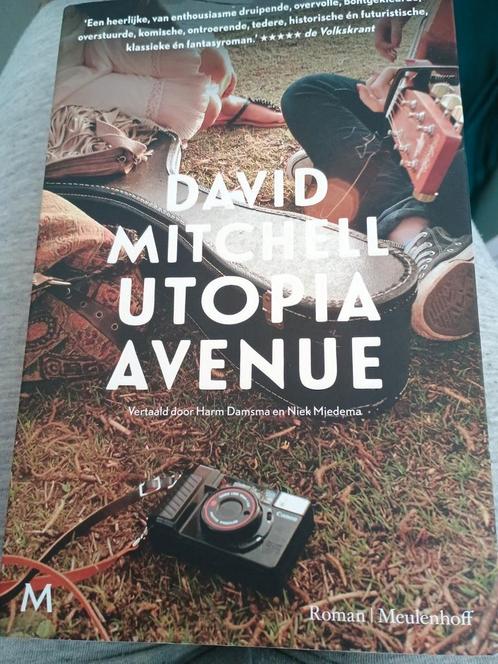 'Een heerlijke, van enthousiasme druipende, overvolle, bontgekleurde,
overstuurde, komische, ontroerende, tedere, historische én futuristische,
klassieke én fantasyroman.' ★★★★★ de Volkskrant
DAVID
MITCHELL
UTOPIA
AVENUE
Vertaald door Harm Damsma en Niek Miedema
Canon
M
Roman | Meulenhoff